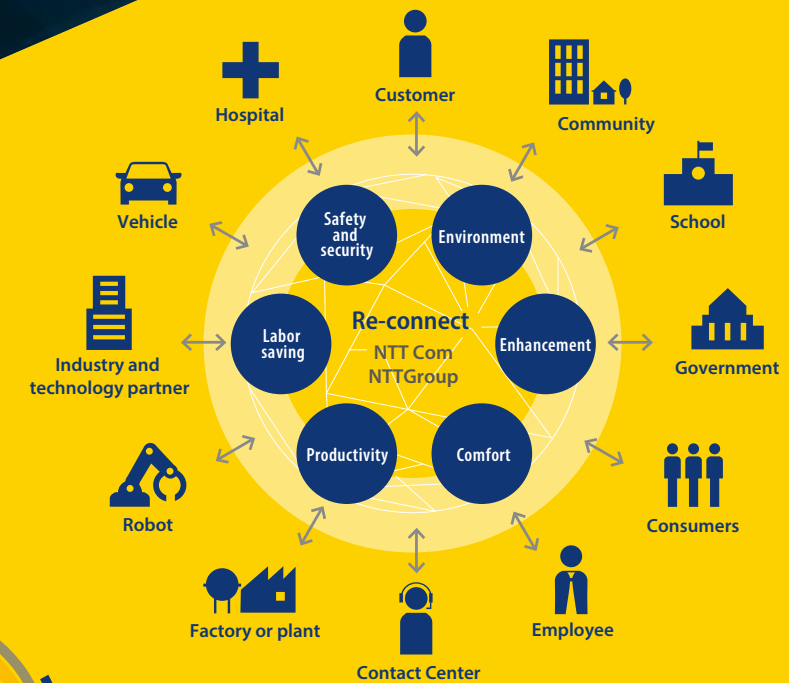 Customer
Hospital
Community
Vehicle
School
Safety
and
security
Environment
Industry and
technology partner
Labor
saving
Re-connect
NTT Com
NTTGroup
Enhancement
Government
Productivity
Comfort
Robot
Consumers
Factory or plant
Employee
Contact Center